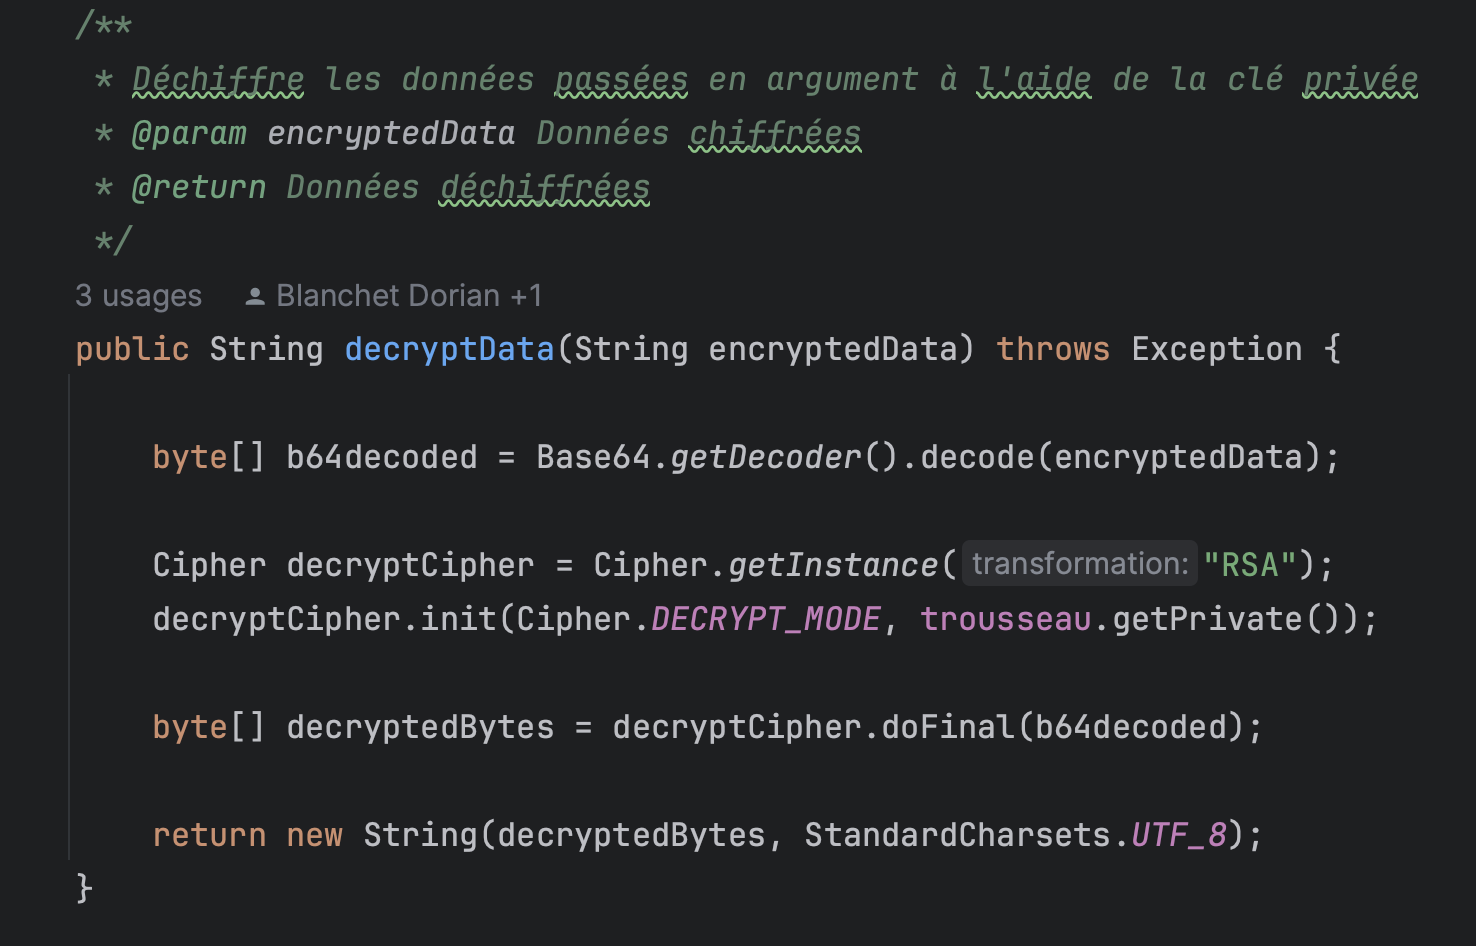 /**
* Déchiffre les données passées en argument à l'aide de la clé privée
* @param encryptedData Données chiffrées
* @return Données déchiffrées
*/
3 usages Blanchet Dorian +1
public String decryptData(String encryptedData) throws Exception {
byte[] b64decoded = Base64.getDecoder().decode(encryptedData);
Cipher decryptCipher = Cipher.getInstance( transformation: "RSA");
decryptCipher.init(Cipher.DECRYPT_MODE, trousseau.getPrivate());
byte[] decryptedBytes = decryptCipher.doFinal(b64decoded);
return new String(decryptedBytes, StandardCharsets.UTF_8);
}